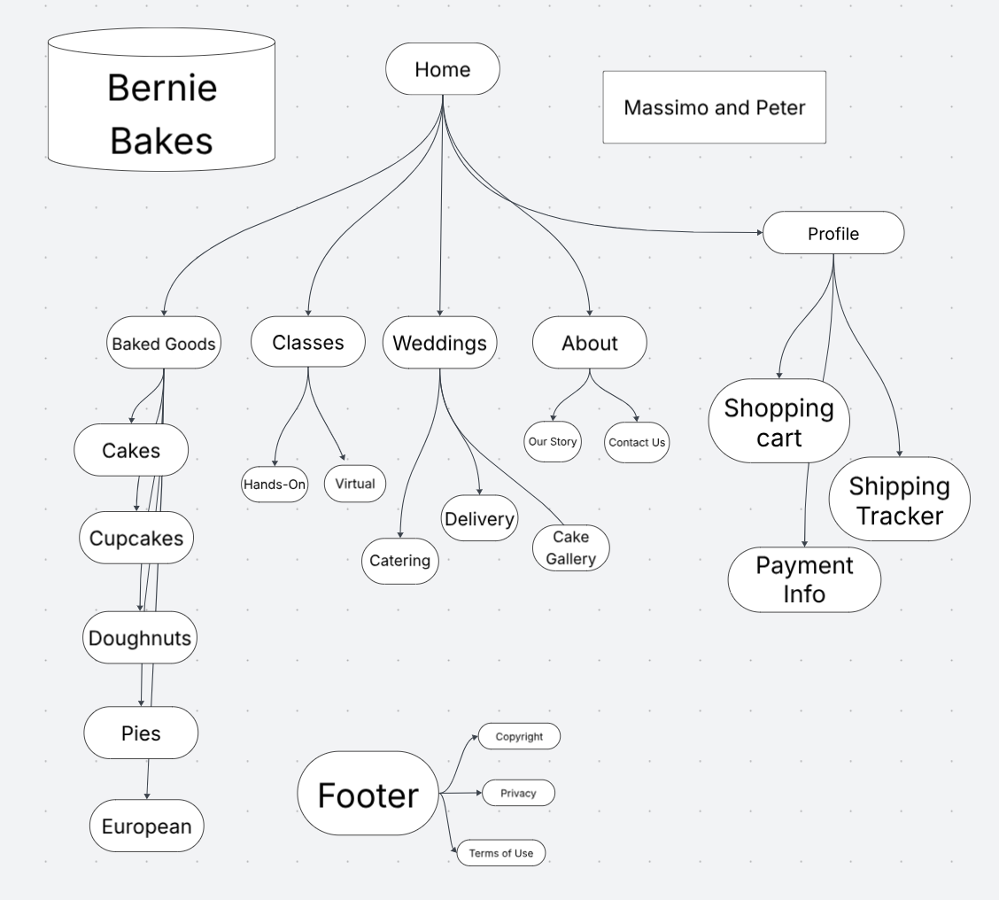 Bernie
Bakes
Home
Massimo and Peter
Profile
Baked Goods
Classes
Weddings
About
Shopping
cart
Our Story
Contact Us
Cakes
Hands-On
Virtual
Shipping
Tracker
Delivery
Cupcakes
Cake
Gallery
Catering
Payment
Info
Doughnuts
Pies
Copyright
Footer
Privacy
European
Terms of Use